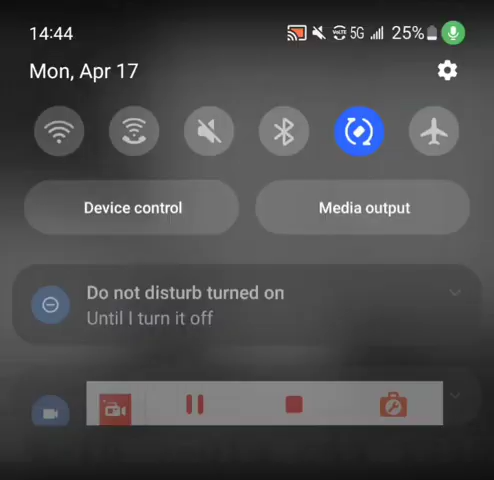 14:44
VoLTE 5G 25%
Mon, Apr 17
Device control
Media output
Do not disturb turned on
Until I turn it off